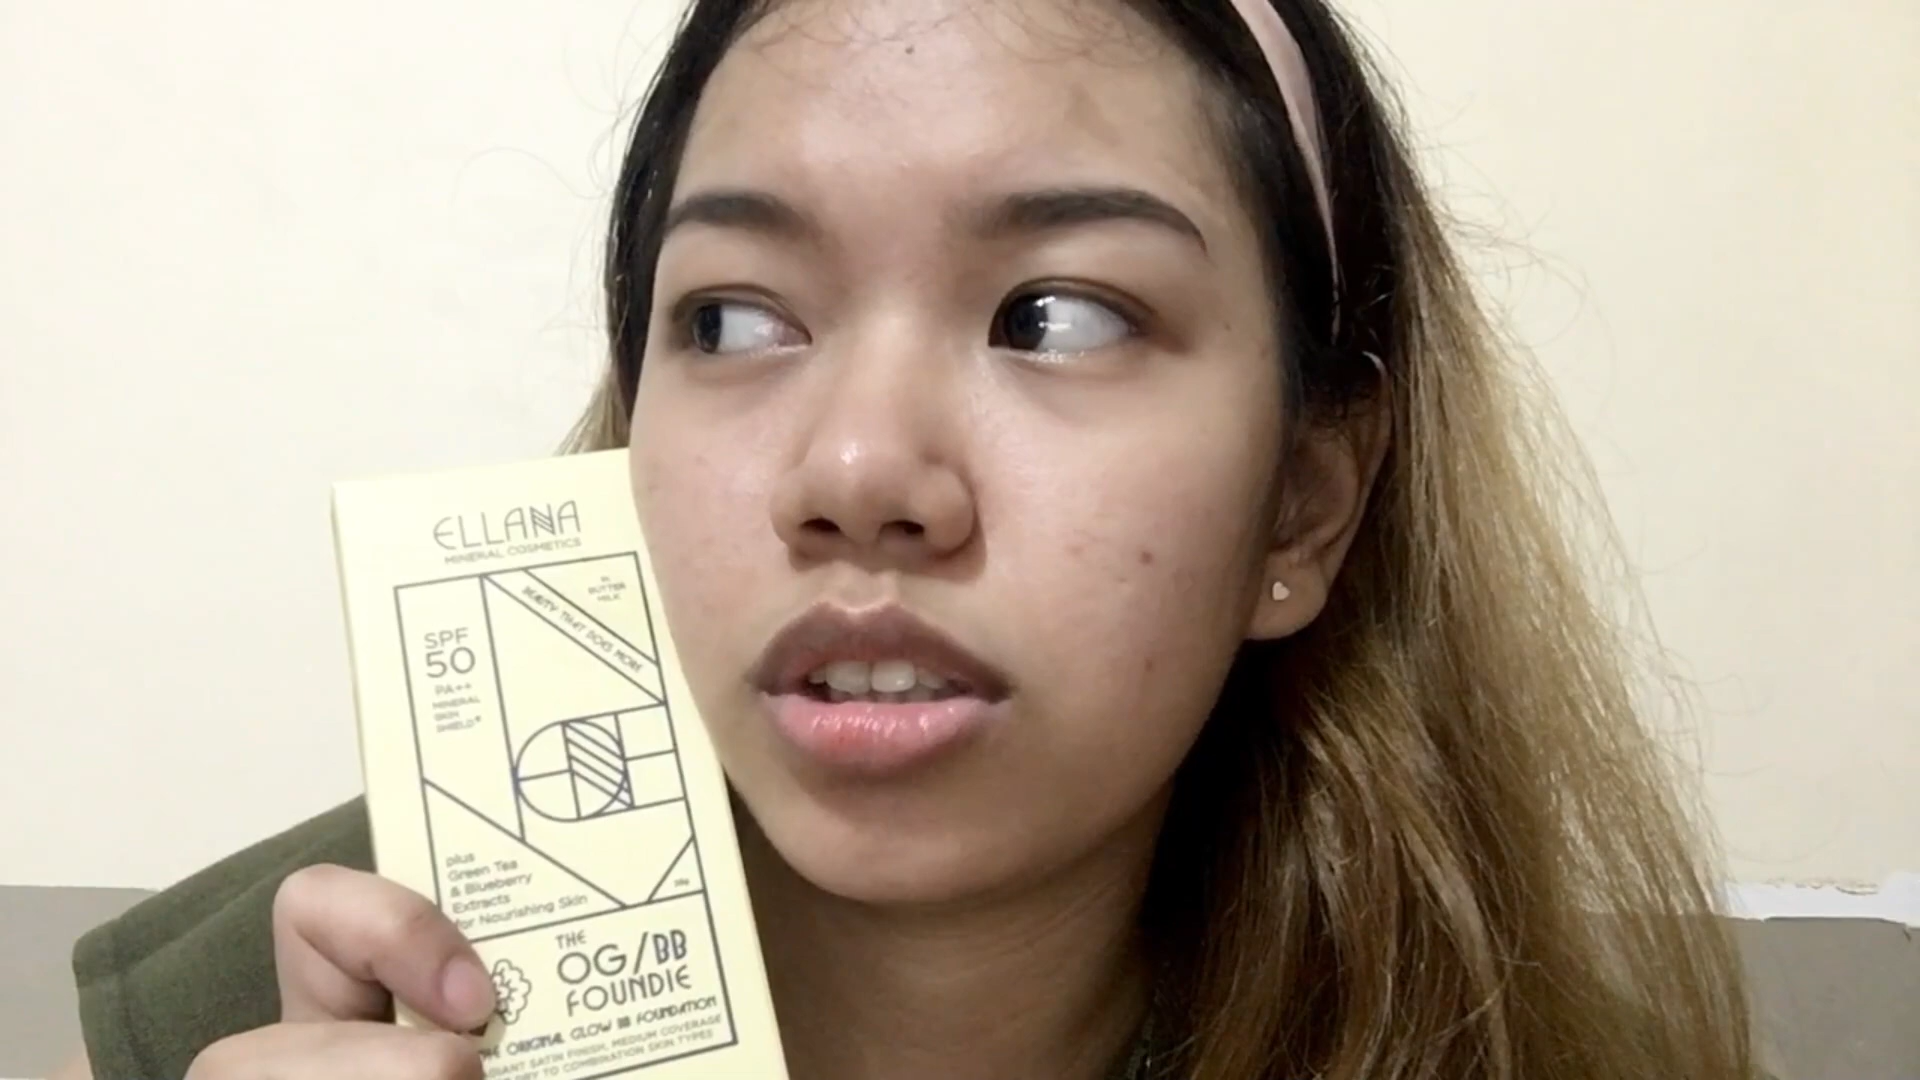 ELLANA
MINERAL COSMETICS
IN
BUTTER
MILK
BEAUTY THAT DOES MORE
SPF
50
PA++
MINERAL
SKIN
SHIELD
plus
Green Tea
& Blueberry
Extracts
for Nourishing Skin
THE
OG/BB
FOUNDIE
THE ORIGINAL GLOW BB FOUNDATION
RADIANT SATIN FINISH, MEDIUM COVERAGE
DRY TO COMBINATION SKIN TYPES